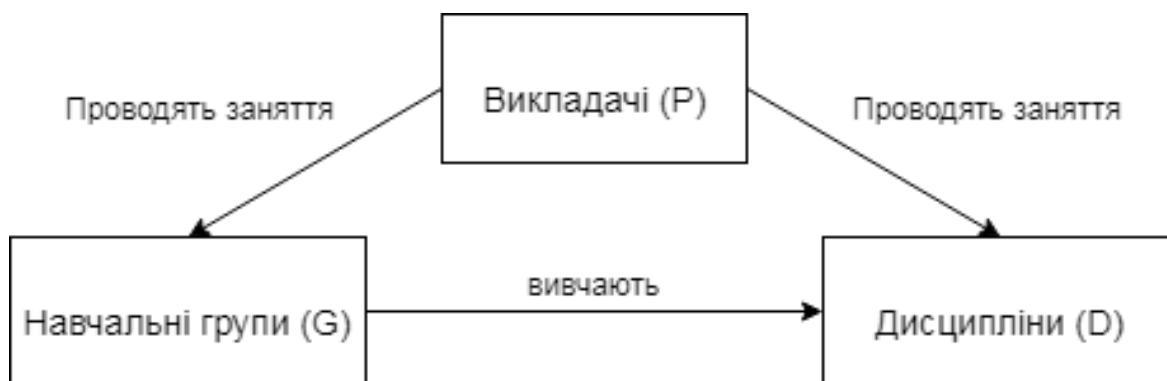 Викладачі (P)
Проводять заняття
Проводять заняття
вивчають
Навчальні групи (G)
Дисципліни (D)